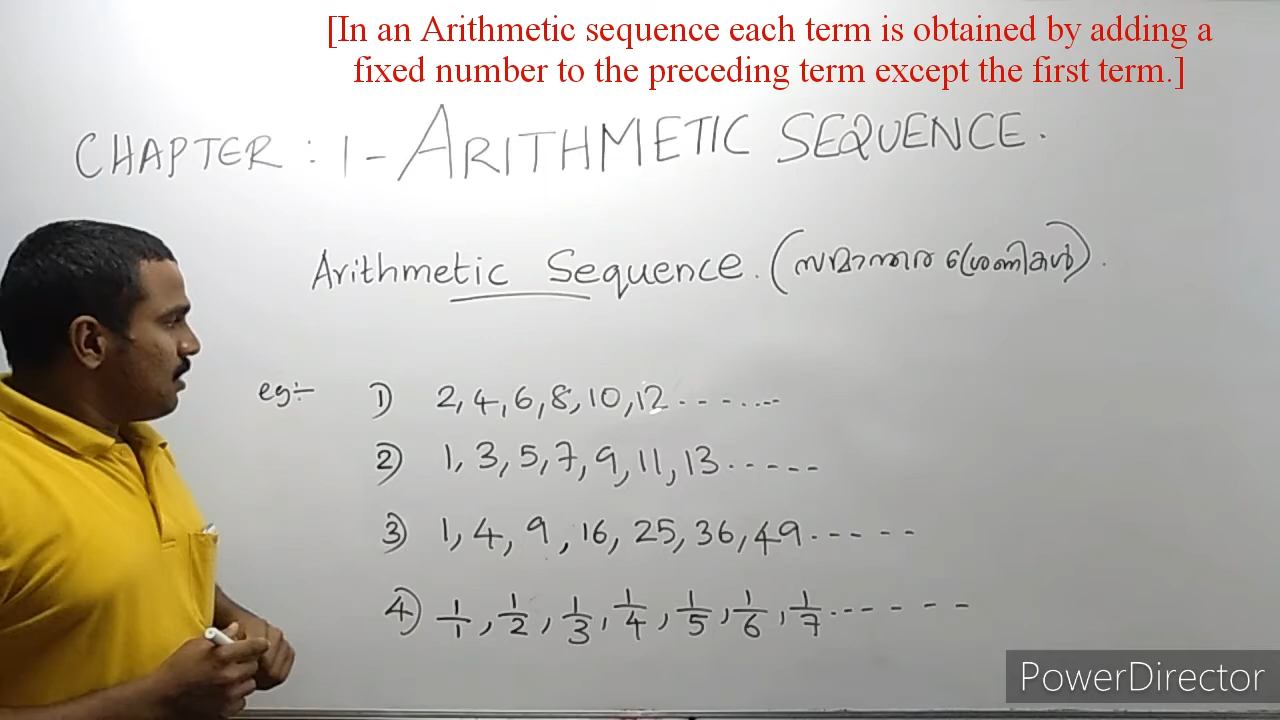 [In an Arithmetic sequence each term is obtained by adding a
fixed number to the preceding term except the first term.]
CHAPTER : 1 - ARITHMETIC SEQUENCE.
Arithmetic Sequence. (സമാന്തര ശ്രേണികൾ).
eg:- 1) 2, 4, 6, 8, 10, 12.......
2) 1, 3, 5, 7, 9, 11, 13.....
3) 1, 4, 9, 16, 25, 36, 49.....
4) 1/1, 1/2, 1/3, 1/4, 1/5, 1/6, 1/7......
PowerDirector